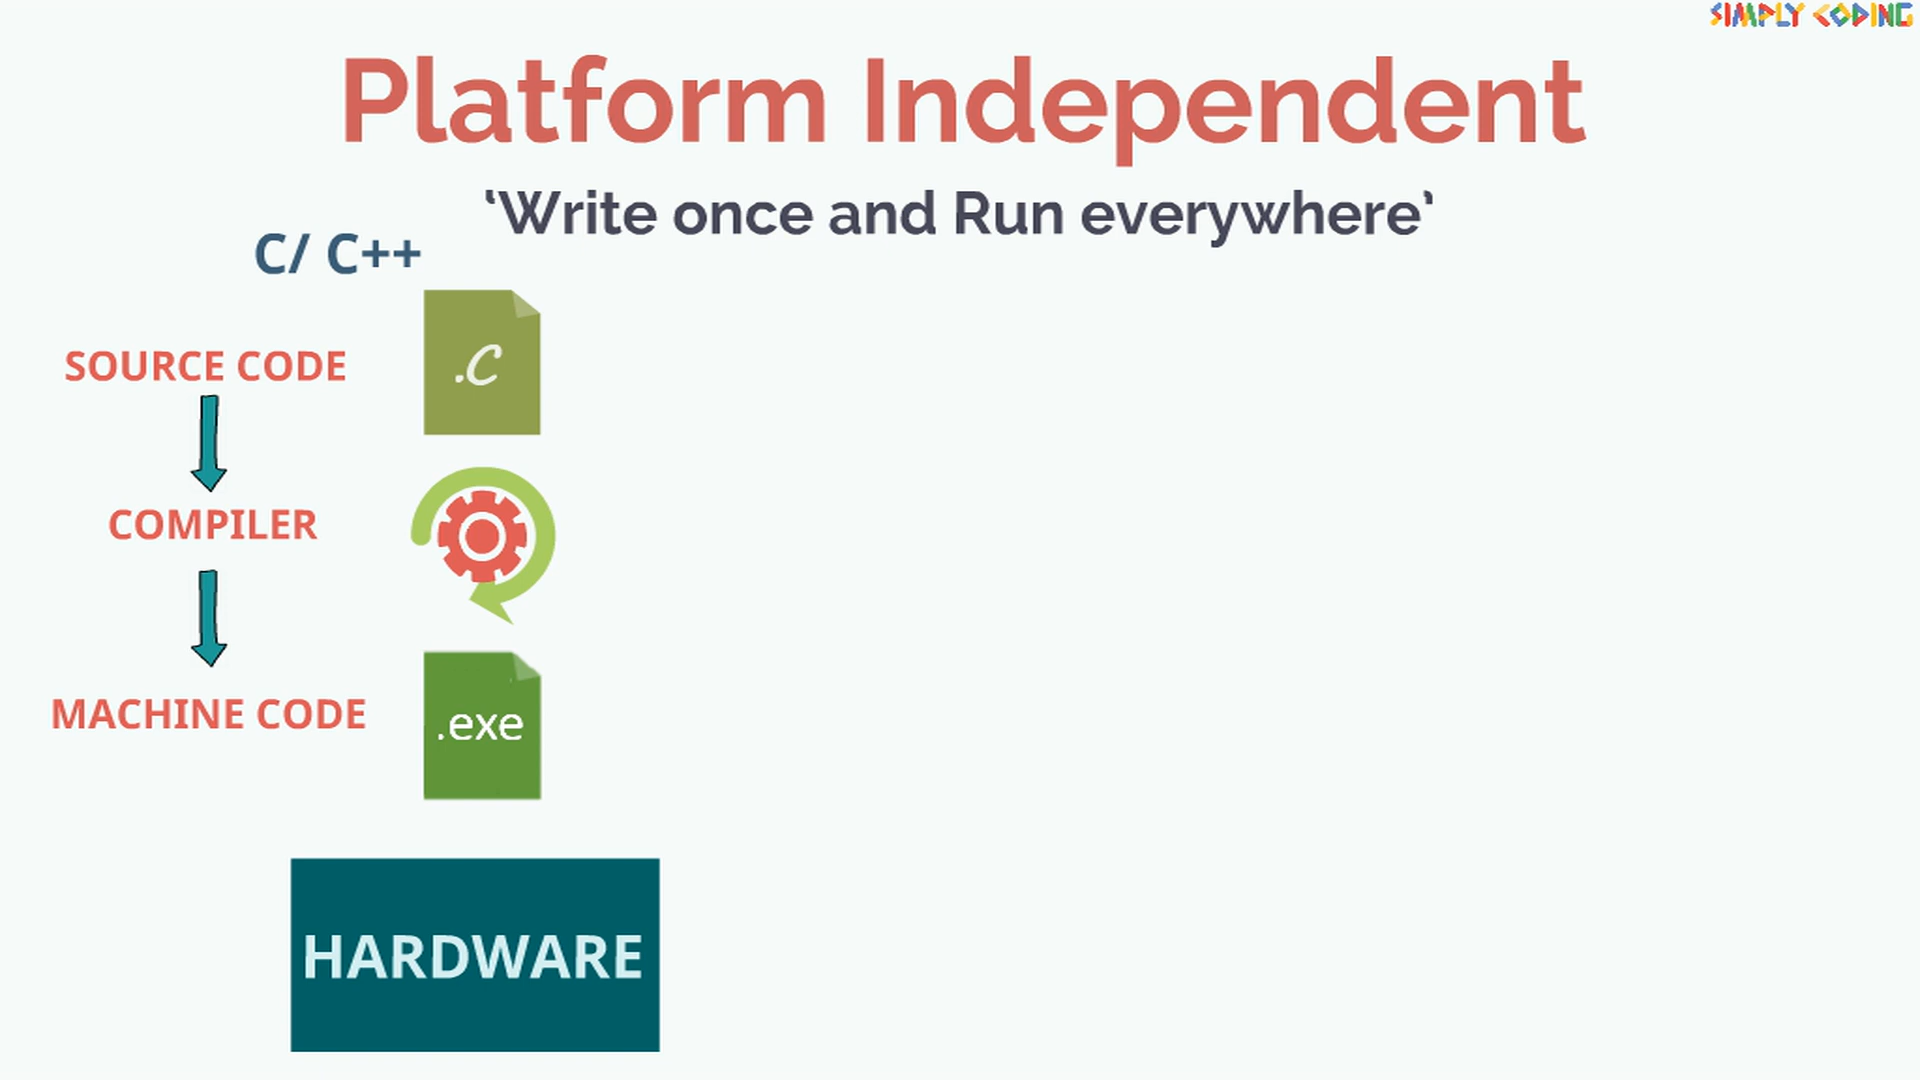 SIMPLY CODING
Platform Independent
‘Write once and Run everywhere’
C/ C++
.C
SOURCE CODE
COMPILER
.exe
MACHINE CODE
HARDWARE